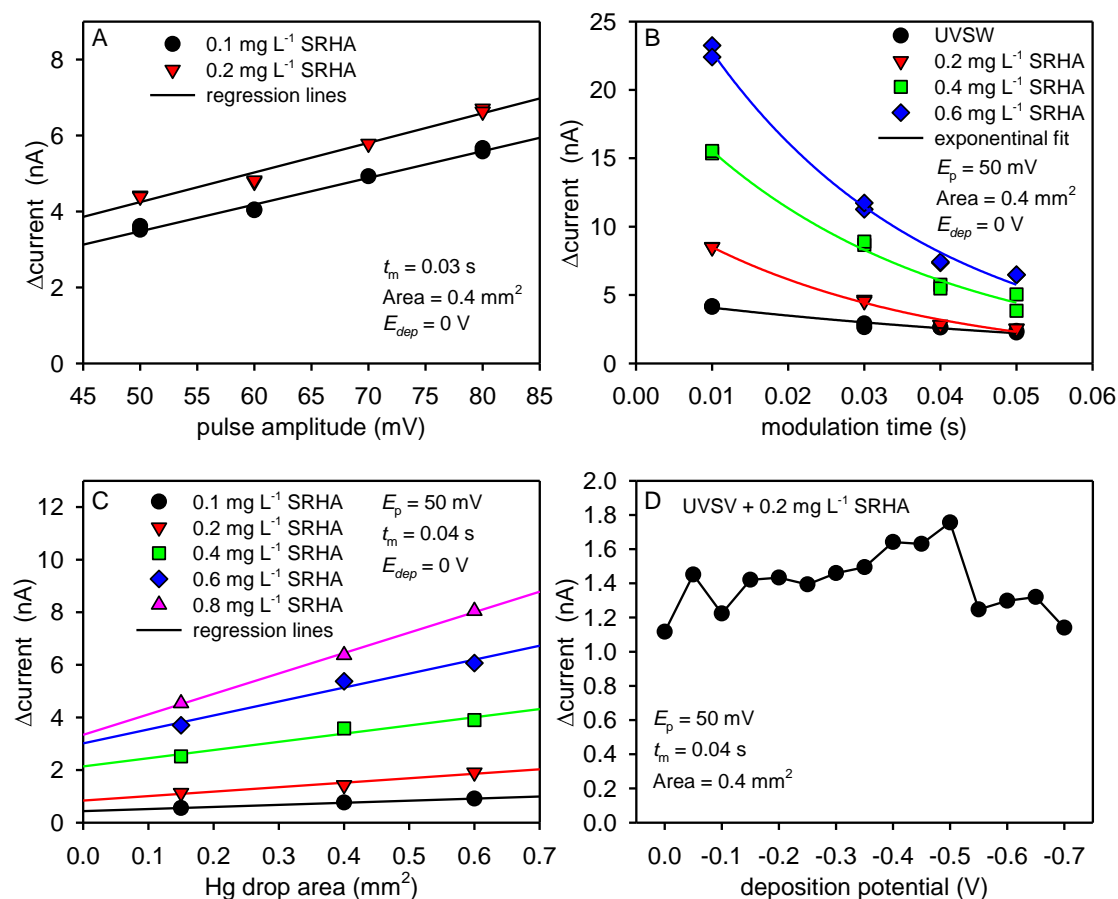 A
0.1 mg L⁻¹ SRHA
0.2 mg L⁻¹ SRHA
regression lines
tₘ = 0.03 s
Area = 0.4 mm²
E_dep = 0 V
8
6
4
2
0
Δcurrent (nA)
45 50 55 60 65 70 75 80 85
pulse amplitude (mV)
B
UVSW
0.2 mg L⁻¹ SRHA
0.4 mg L⁻¹ SRHA
0.6 mg L⁻¹ SRHA
exponentinal fit
Eₚ = 50 mV
Area = 0.4 mm²
E_dep = 0 V
25
20
15
10
5
0
Δcurrent (nA)
0.00 0.01 0.02 0.03 0.04 0.05 0.06
modulation time (s)
C
0.1 mg L⁻¹ SRHA
0.2 mg L⁻¹ SRHA
0.4 mg L⁻¹ SRHA
0.6 mg L⁻¹ SRHA
0.8 mg L⁻¹ SRHA
regression lines
Eₚ = 50 mV
tₘ = 0.04 s
E_dep = 0 V
12
10
8
6
4
2
0
Δcurrent (nA)
0.0 0.1 0.2 0.3 0.4 0.5 0.6 0.7
Hg drop area (mm²)
D
UVSV + 0.2 mg L⁻¹ SRHA
Eₚ = 50 mV
tₘ = 0.04 s
Area = 0.4 mm²
2.0
1.8
1.6
1.4
1.2
1.0
0.8
0.6
0.4
0.2
0.0
Δcurrent (nA)
0.0 -0.1 -0.2 -0.3 -0.4 -0.5 -0.6 -0.7
deposition potential (V)